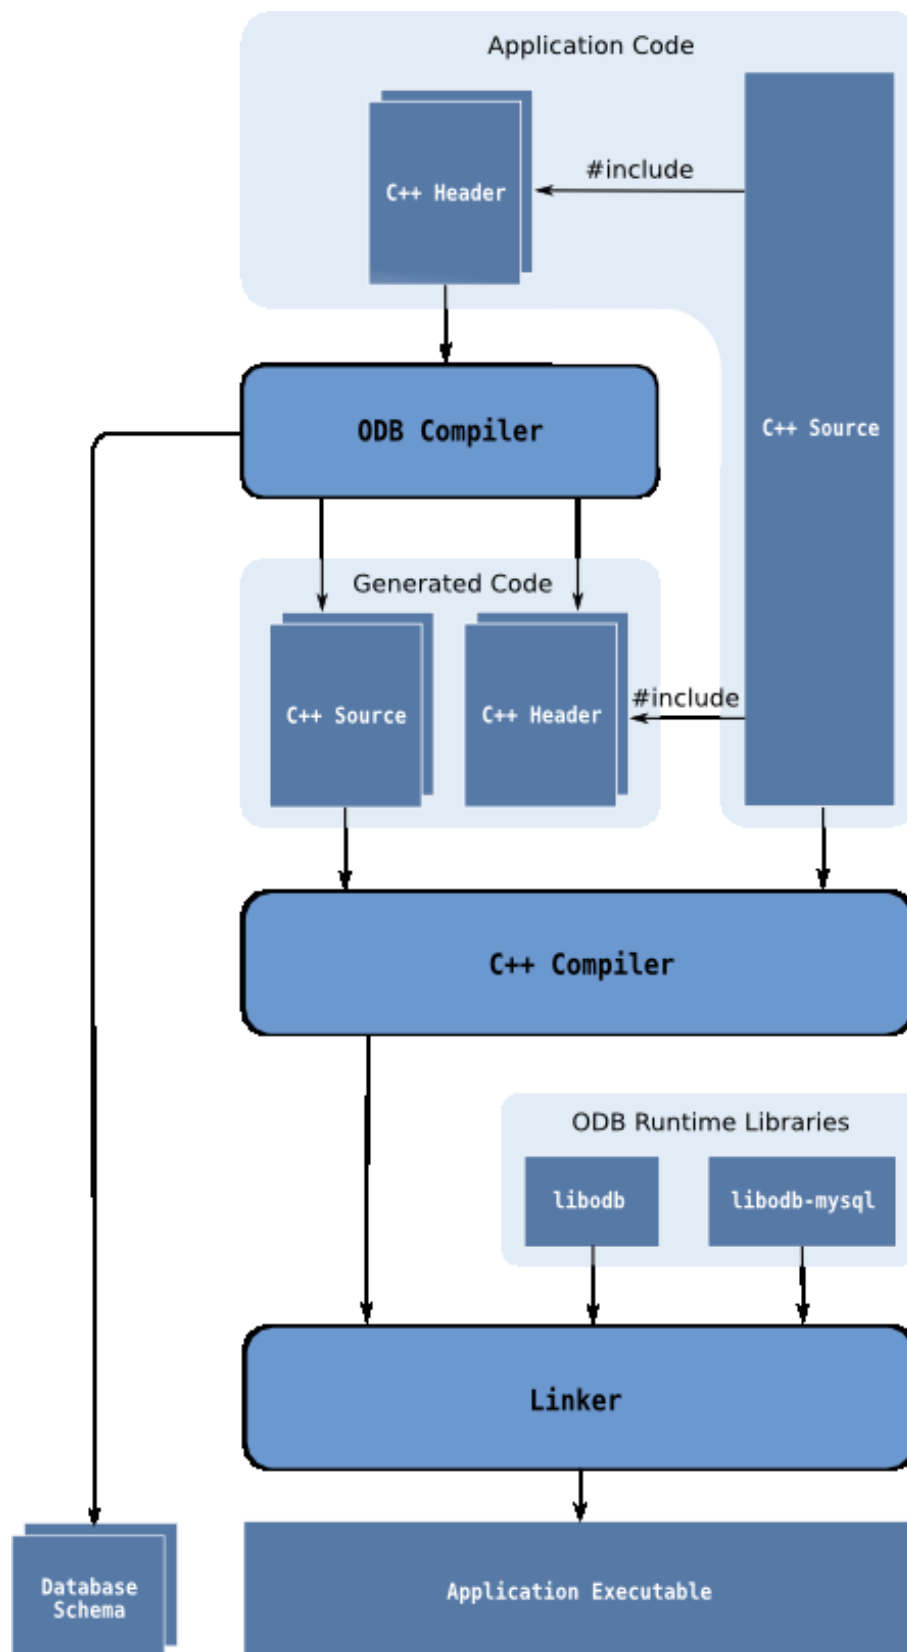 Application Code
#include
C++ Header
C++ Source
ODB Compiler
Generated Code
C++ Source
C++ Header
#include
C++ Compiler
ODB Runtime Libraries
libodb
libodb-mysql
Linker
Database
Schema
Application Executable